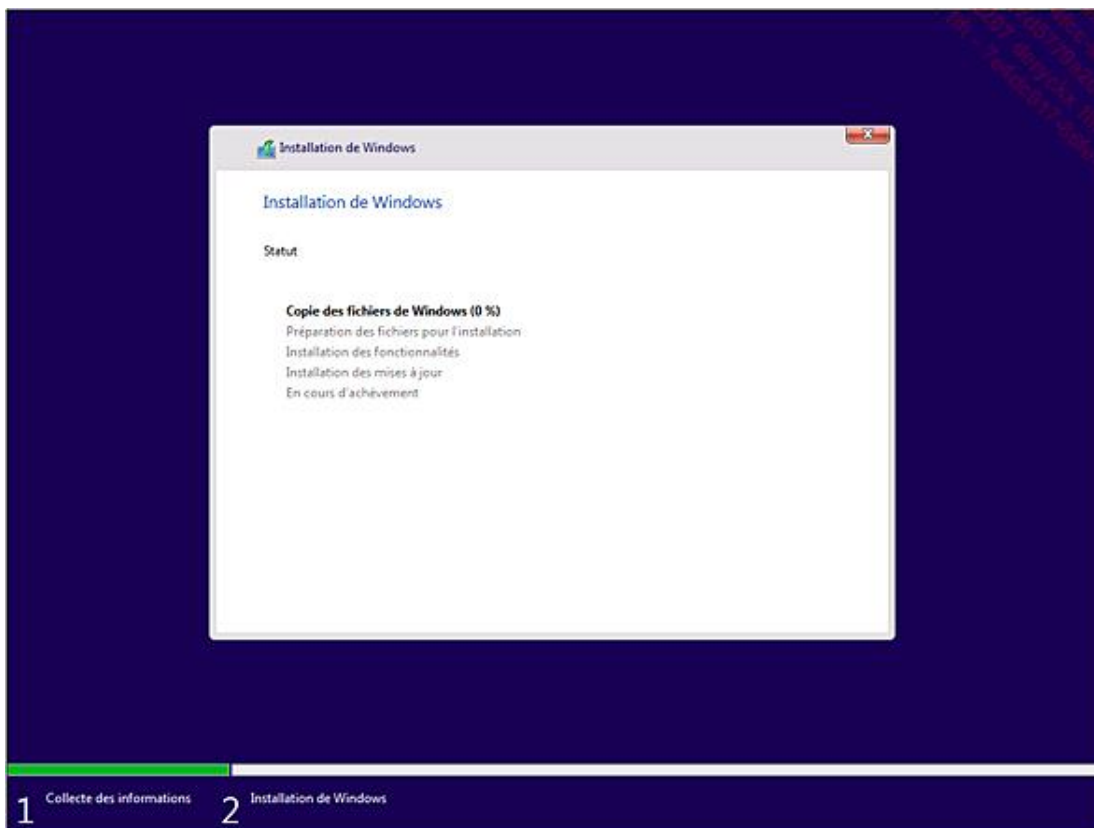 Installation de Windows
Installation de Windows
Statut
Copie des fichiers de Windows (0 %)
Préparation des fichiers pour l'installation
Installation des fonctionnalités
Installation des mises à jour
En cours d'achèvement
1 Collecte des informations
2 Installation de Windows